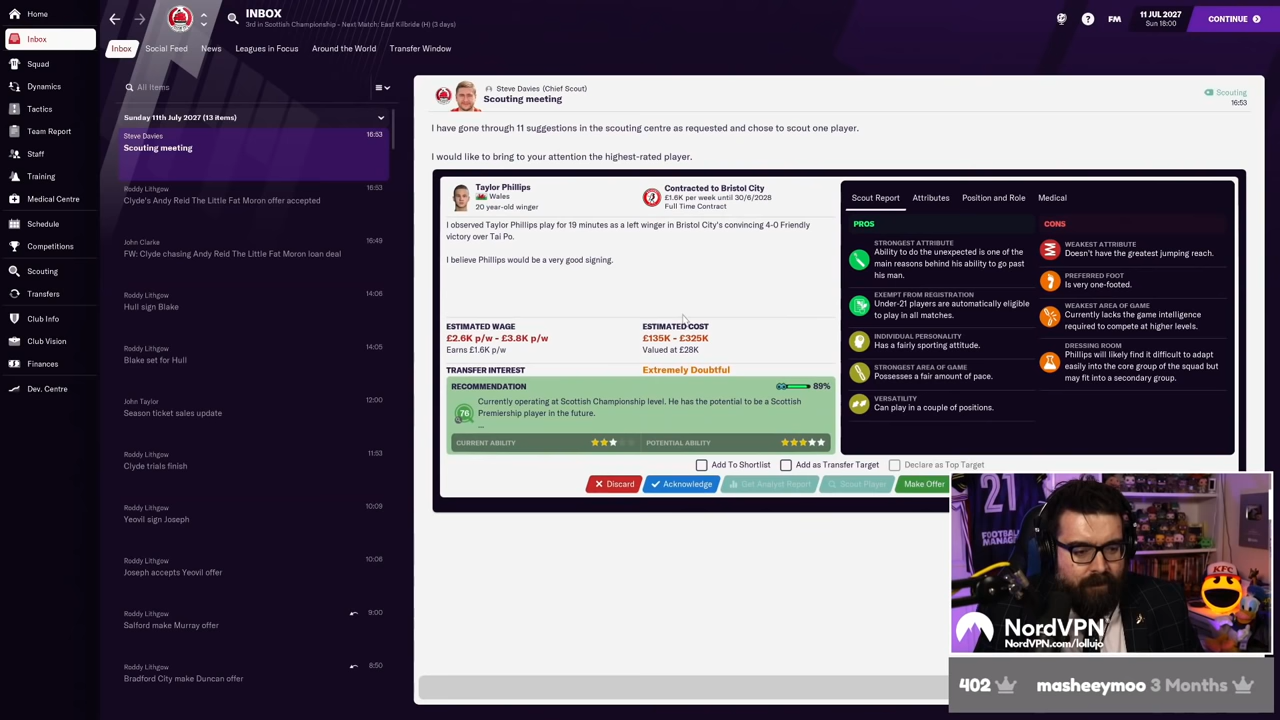 Home
Inbox
Squad
Dynamics
Tactics
Team Report
Staff
Training
Medical Centre
Schedule
Competitions
Scouting
Transfers
Club Info
Club Vision
Finances
Dev. Centre
INBOX
3rd in Scottish Championship - Next Match: East Kilbride (H) (3 days)
FM
11 JUL 2027
Sun 18:00
CONTINUE
Inbox Social Feed News Leagues in Focus Around the World Transfer Window
All Items
Sunday 11th July 2027 (13 items)
Steve Davies 16:53
Scouting meeting
Roddy Lithgow 16:53
Clyde's Andy Reid The Little Fat Moron offer accepted
John Clarke 16:49
FW: Clyde chasing Andy Reid The Little Fat Moron loan deal
Roddy Lithgow 14:06
Hull sign Blake
Roddy Lithgow 14:05
Blake set for Hull
John Taylor 12:00
Season ticket sales update
Roddy Lithgow 11:53
Clyde trials finish
Roddy Lithgow 10:09
Yeovil sign Joseph
Roddy Lithgow 10:06
Joseph accepts Yeovil offer
Roddy Lithgow 9:00
Salford make Murray offer
Roddy Lithgow 8:50
Bradford City make Duncan offer
Steve Davies (Chief Scout)
Scouting meeting
Scouting
16:53
I have gone through 11 suggestions in the scouting centre as requested and chose to scout one player.
I would like to bring to your attention the highest-rated player.
Taylor Phillips
Wales
20 year-old winger
Contracted to Bristol City
£1.6K per week until 30/6/2028
Full Time Contract
I observed Taylor Phillips play for 19 minutes as a left winger in Bristol City's convincing 4-0 Friendly
victory over Tai Po.
I believe Phillips would be a very good signing.
ESTIMATED WAGE
£2.6K p/w - £3.8K p/w
Earns £1.6K p/w
ESTIMATED COST
£135K - £325K
Valued at £28K
TRANSFER INTEREST
Extremely Doubtful
RECOMMENDATION
89%
76
Currently operating at Scottish Championship level. He has the potential to be a Scottish
Premiership player in the future.
...
CURRENT ABILITY
POTENTIAL ABILITY
Scout Report Attributes Position and Role Medical
PROS
STRONGEST ATTRIBUTE
Ability to do the unexpected is one of the
main reasons behind his ability to go past
his man.
EXEMPT FROM REGISTRATION
Under-21 players are automatically eligible
to play in all matches.
INDIVIDUAL PERSONALITY
Has a fairly sporting attitude.
STRONGEST AREA OF GAME
Possesses a fair amount of pace.
VERSATILITY
Can play in a couple of positions.
CONS
WEAKEST ATTRIBUTE
Doesn't have the greatest jumping reach.
PREFERRED FOOT
Is very one-footed.
WEAKEST AREA OF GAME
Currently lacks the game intelligence
required to compete at higher levels.
DRESSING ROOM
Phillips will likely find it difficult to adapt
easily into the core group of the squad but
may fit into a secondary group.
Add To Shortlist
Add as Transfer Target
Declare as Top Target
Discard
Acknowledge
Get Analyst Report
Scout Player
Make Offer
21
FOOTBALL
KFC
NordVPN
NordVPN.com/lollujo
402
masheeymoo 3 Months